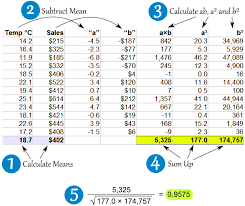 2 Subtract Mean
3 Calculate ab, a² and b²
Temp °C Sales "a" "b" a×b a² b²
14.2 $215 -4.5 -$187 842 20.3 34,969
16.4 $325 -2.3 -$77 177 5.3 5,929
11.9 $185 -6.8 -$217 1,476 46.2 47,089
15.2 $332 -3.5 -$70 245 12.3 4,900
18.5 $406 -0.2 $4 -1 0.0 16
22.1 $522 3.4 $120 408 11.6 14,400
19.4 $412 0.7 $10 7 0.5 100
25.1 $614 6.4 $212 1,357 41.0 44,944
23.4 $544 4.7 $142 667 22.1 20,164
18.1 $421 -0.6 $19 -11 0.4 361
22.6 $445 3.9 $43 168 15.2 1,849
17.2 $408 -1.5 $6 -9 2.3 36
18.7 $402 5,325 177.0 174,757
1 Calculate Means
4 Sum Up
5 5,325
√177.0 × 174,757 = 0.9575